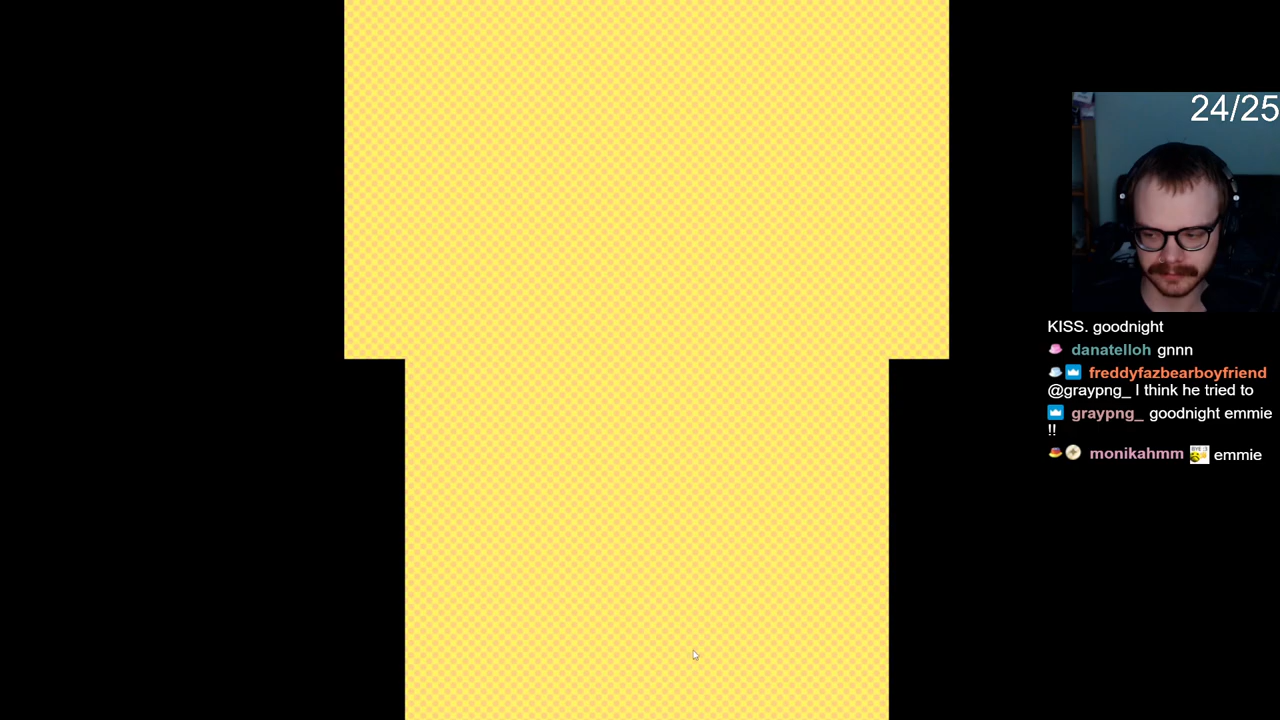 24/25
KISS. goodnight
danatelloh gnnn
freddyfazbearboyfriend
@graypng_ I think he tried to
graypng_ goodnight emmie
!!
monikahmm emmie